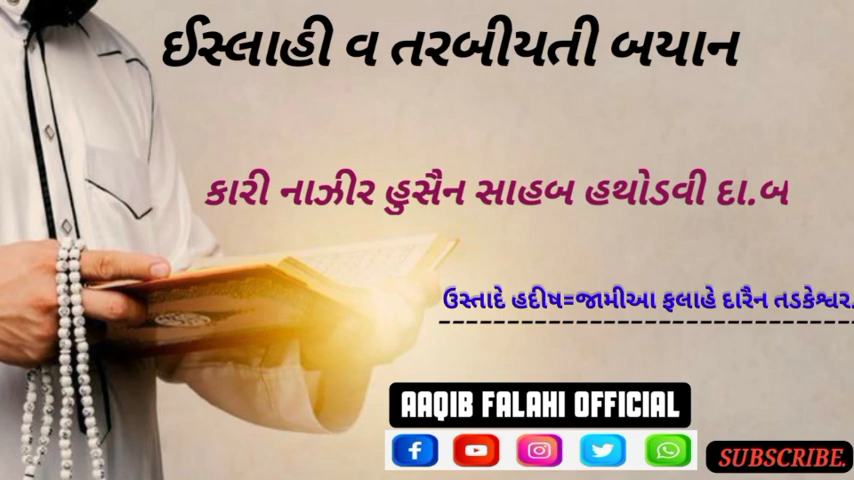 ઈસ્લાહી વ તરબીયતી બયાન
કારી નાઝીર હુસૈન સાહબ હથોડવી દા.બ
ઉસ્તાદે હદીષ=જામીઆ ફલાહે દારૈન તડકેશ્વર.
AAQIB FALAHI OFFICIAL
SUBSCRIBE.